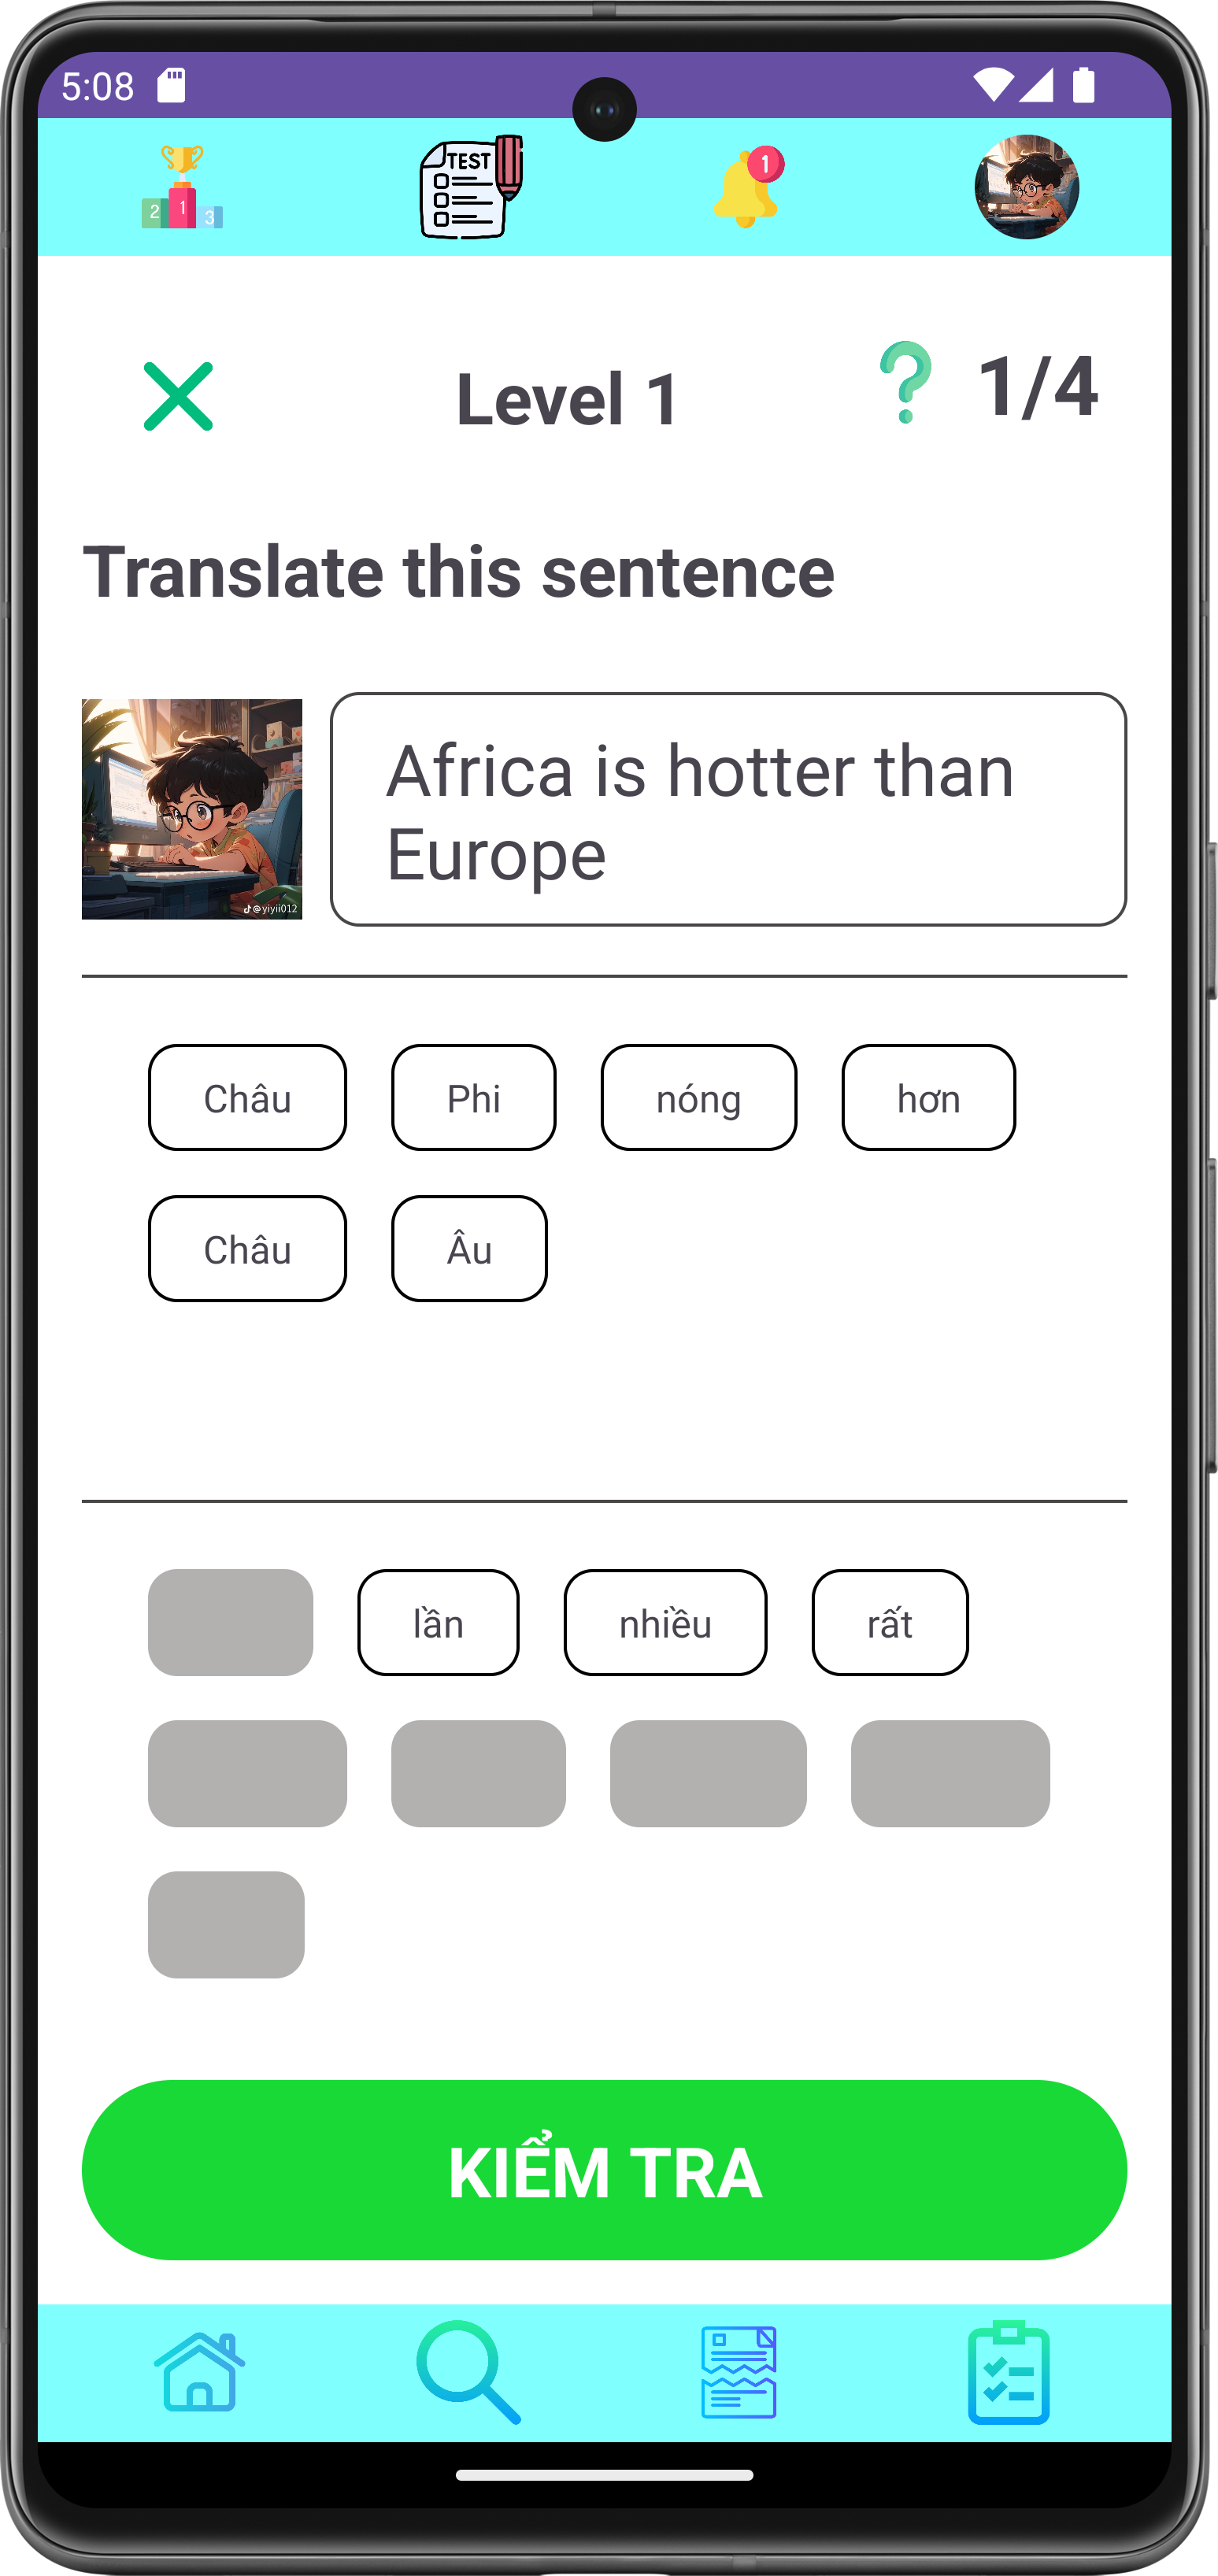 5:08
TEST
2 1 3
1
Level 1 ? 1/4
Translate this sentence
Africa is hotter than
Europe
@yiyii012
Châu Phi nóng hơn
Châu Âu
lần nhiều rất
KIỂM TRA